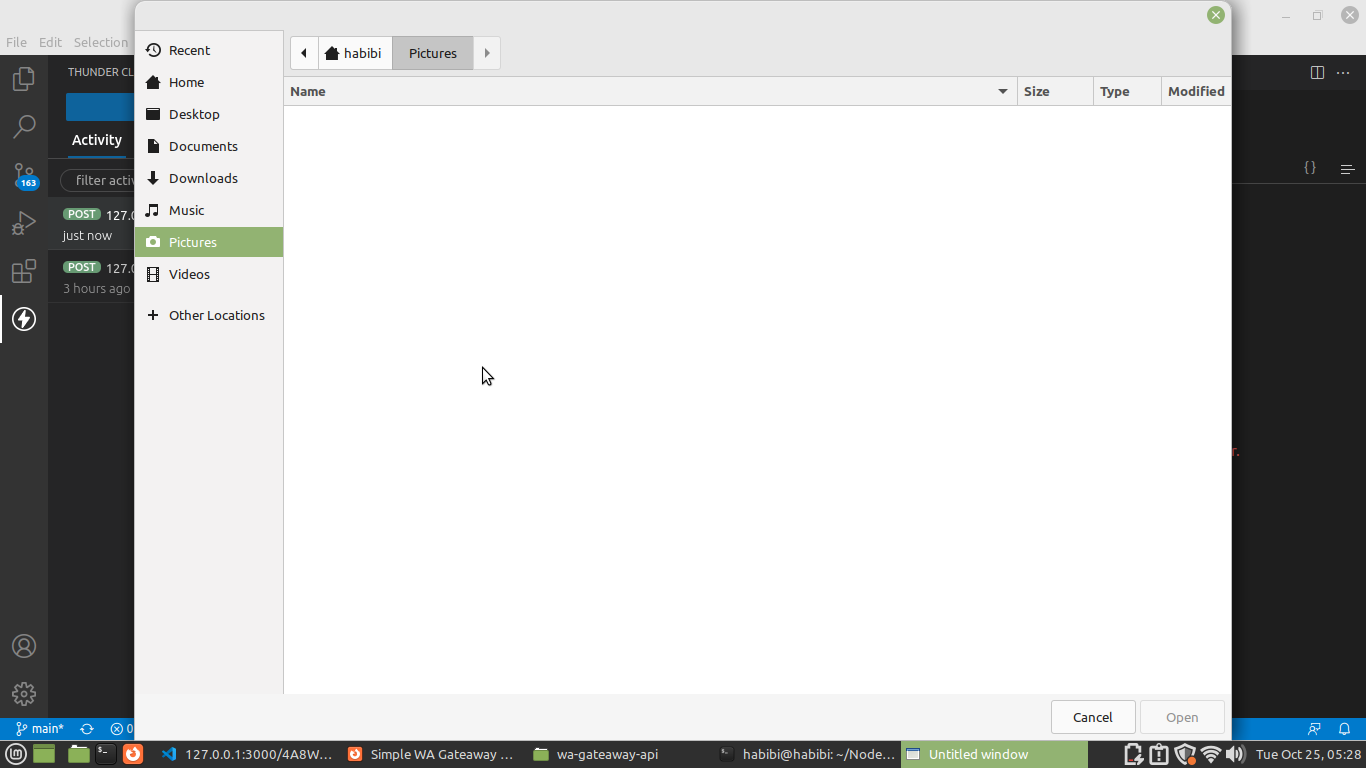 File Edit Selection
THUNDER CL
Activity
filter activ
163
POST 127.0
just now
POST 127.0
3 hours ago
Recent
Home
Desktop
Documents
Downloads
Music
Pictures
Videos
Other Locations
habibi Pictures
Name Size Type Modified
{}
r.
Cancel Open
main* 0
127.0.0.1:3000/4A8W... Simple WA Gateaway ... wa-gateaway-api habibi@habibi: ~/Node... Untitled window Tue Oct 25, 05:28